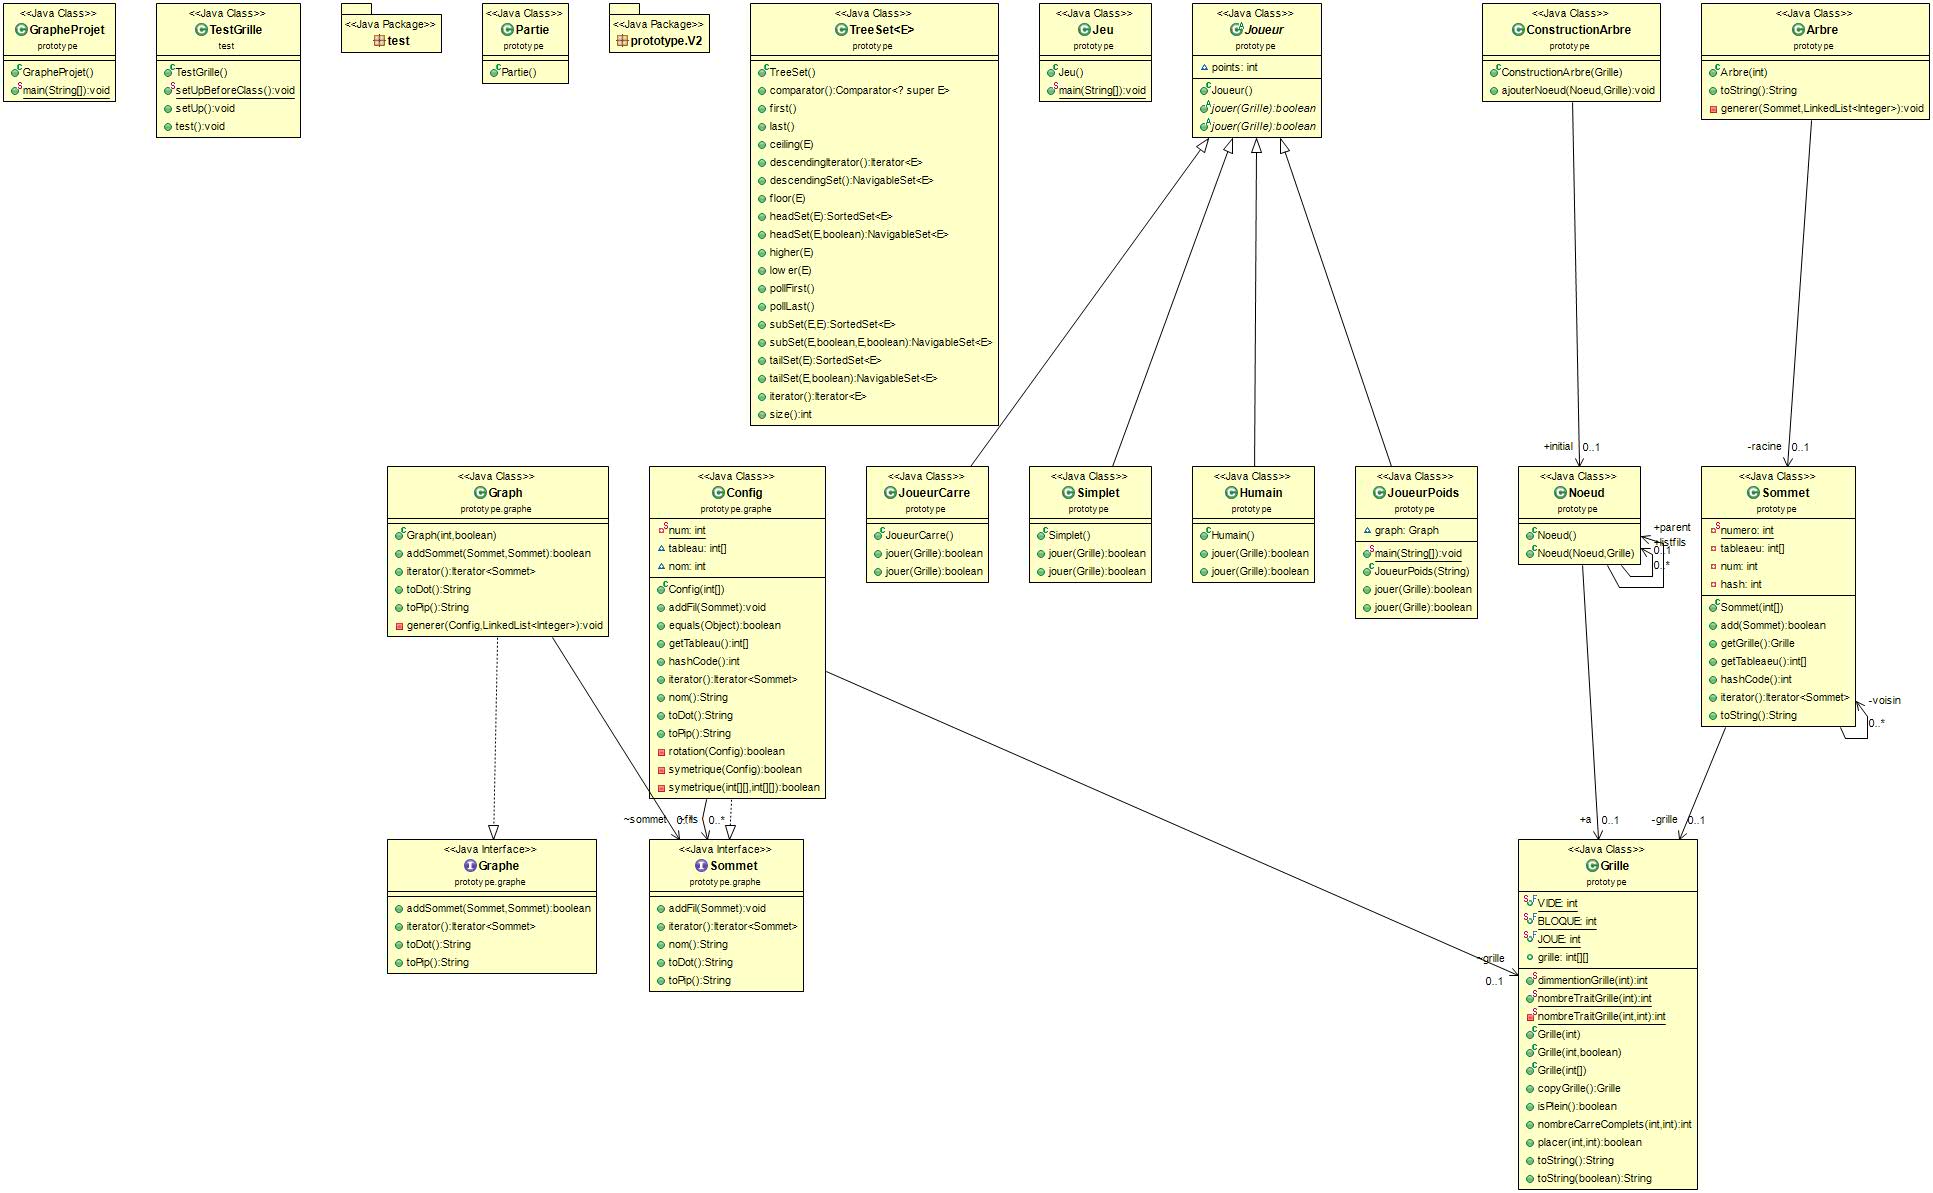 <<Java Class>>
GrapheProjet
prototype
GrapheProjet()
main(String[]):void
<<Java Class>>
TestGrille
test
TestGrille()
setUpBeforeClass():void
setUp():void
test():void
<<Java Package>>
test
<<Java Class>>
Partie
prototype
Partie()
<<Java Package>>
prototype.V2
<<Java Class>>
TreeSet<E>
prototype
TreeSet()
comparator():Comparator<? super E>
first()
last()
ceiling(E)
descendingIterator():Iterator<E>
descendingSet():NavigableSet<E>
floor(E)
headSet(E):SortedSet<E>
headSet(E,boolean):NavigableSet<E>
higher(E)
lower(E)
pollFirst()
pollLast()
subSet(E,E):SortedSet<E>
subSet(E,boolean,E,boolean):NavigableSet<E>
tailSet(E):SortedSet<E>
tailSet(E,boolean):NavigableSet<E>
iterator():Iterator<E>
size():int
<<Java Class>>
Jeu
prototype
Jeu()
main(String[]):void
<<Java Class>>
Joueur
prototype
points: int
Joueur()
jouer(Grille):boolean
jouer(Grille):boolean
<<Java Class>>
ConstructionArbre
prototype
ConstructionArbre(Grille)
ajouterNoeud(Noeud,Grille):void
<<Java Class>>
Arbre
prototype
Arbre(int)
toString():String
generer(Sommet,LinkedList<Integer>):void
+initial 0..1
-racine 0..1
<<Java Class>>
Graph
prototype.graphe
Graph(int,boolean)
addSommet(Sommet,Sommet):boolean
iterator():Iterator<Sommet>
toDot():String
toPip():String
generer(Config,LinkedList<Integer>):void
<<Java Class>>
Config
prototype.graphe
num: int
tableau: int[]
nom: int
Config(int[])
addFil(Sommet):void
equals(Object):boolean
getTableau():int[]
hashCode():int
iterator():Iterator<Sommet>
nom():String
toDot():String
toPip():String
rotation(Config):boolean
symetrique(Config):boolean
symetrique(int[][],int[][]):boolean
<<Java Class>>
JoueurCarre
prototype
JoueurCarre()
jouer(Grille):boolean
jouer(Grille):boolean
<<Java Class>>
Simplet
prototype
Simplet()
jouer(Grille):boolean
jouer(Grille):boolean
<<Java Class>>
Humain
prototype
Humain()
jouer(Grille):boolean
jouer(Grille):boolean
<<Java Class>>
JoueurPoids
prototype
graph: Graph
main(String[]):void
JoueurPoids(String)
jouer(Grille):boolean
jouer(Grille):boolean
<<Java Class>>
Noeud
prototype
Noeud()
Noeud(Noeud,Grille)
+parent
+listfils
0..1
0..*
<<Java Class>>
Sommet
prototype
numero: int
tableaeu: int[]
num: int
hash: int
Sommet(int[])
add(Sommet):boolean
getGrille():Grille
getTableaeu():int[]
hashCode():int
iterator():Iterator<Sommet>
toString():String
-voisin
0..*
~sommet 0..*
~fils 0..*
+a 0..1
-grille 0..1
<<Java Interface>>
Graphe
prototype.graphe
addSommet(Sommet,Sommet):boolean
iterator():Iterator<Sommet>
toDot():String
toPip():String
<<Java Interface>>
Sommet
prototype.graphe
addFil(Sommet):void
iterator():Iterator<Sommet>
nom():String
toDot():String
toPip():String
~grille
0..1
<<Java Class>>
Grille
prototype
VIDE: int
BLOQUE: int
JOUE: int
grille: int[][]
dimmentionGrille(int):int
nombreTraitGrille(int):int
nombreTraitGrille(int,int):int
Grille(int)
Grille(int,boolean)
Grille(int[])
copyGrille():Grille
isPlein():boolean
nombreCarreComplets(int,int):int
placer(int,int):boolean
toString():String
toString(boolean):String